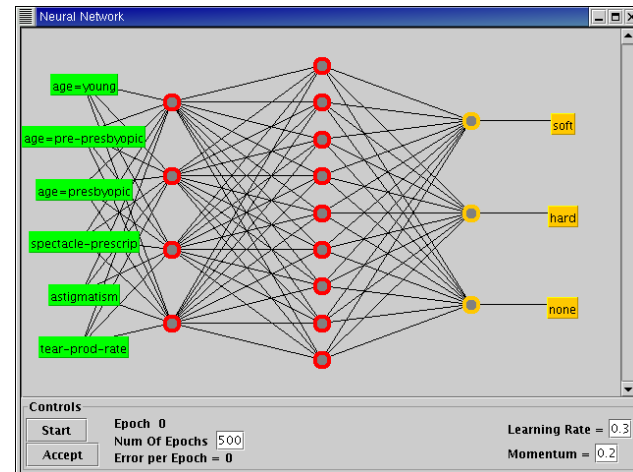 Neural Network
age=young
age=pre-presbyopic
age=presbyopic
spectacle-prescrip
astigmatism
tear-prod-rate
soft
hard
none
Controls
Start
Accept
Epoch 0
Num Of Epochs 500
Error per Epoch = 0
Learning Rate = 0.3
Momentum = 0.2